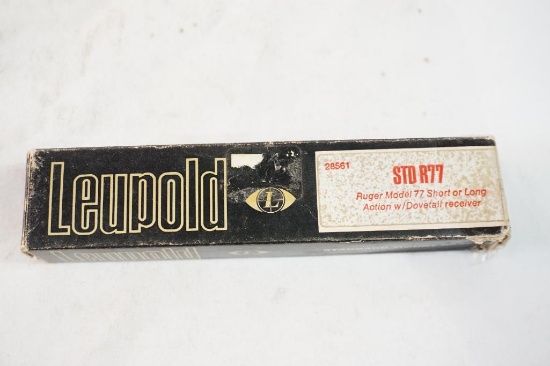 Leupold
L
28561
STD R77
Ruger Model 77 Short or Long
Action w/Dovetail receiver